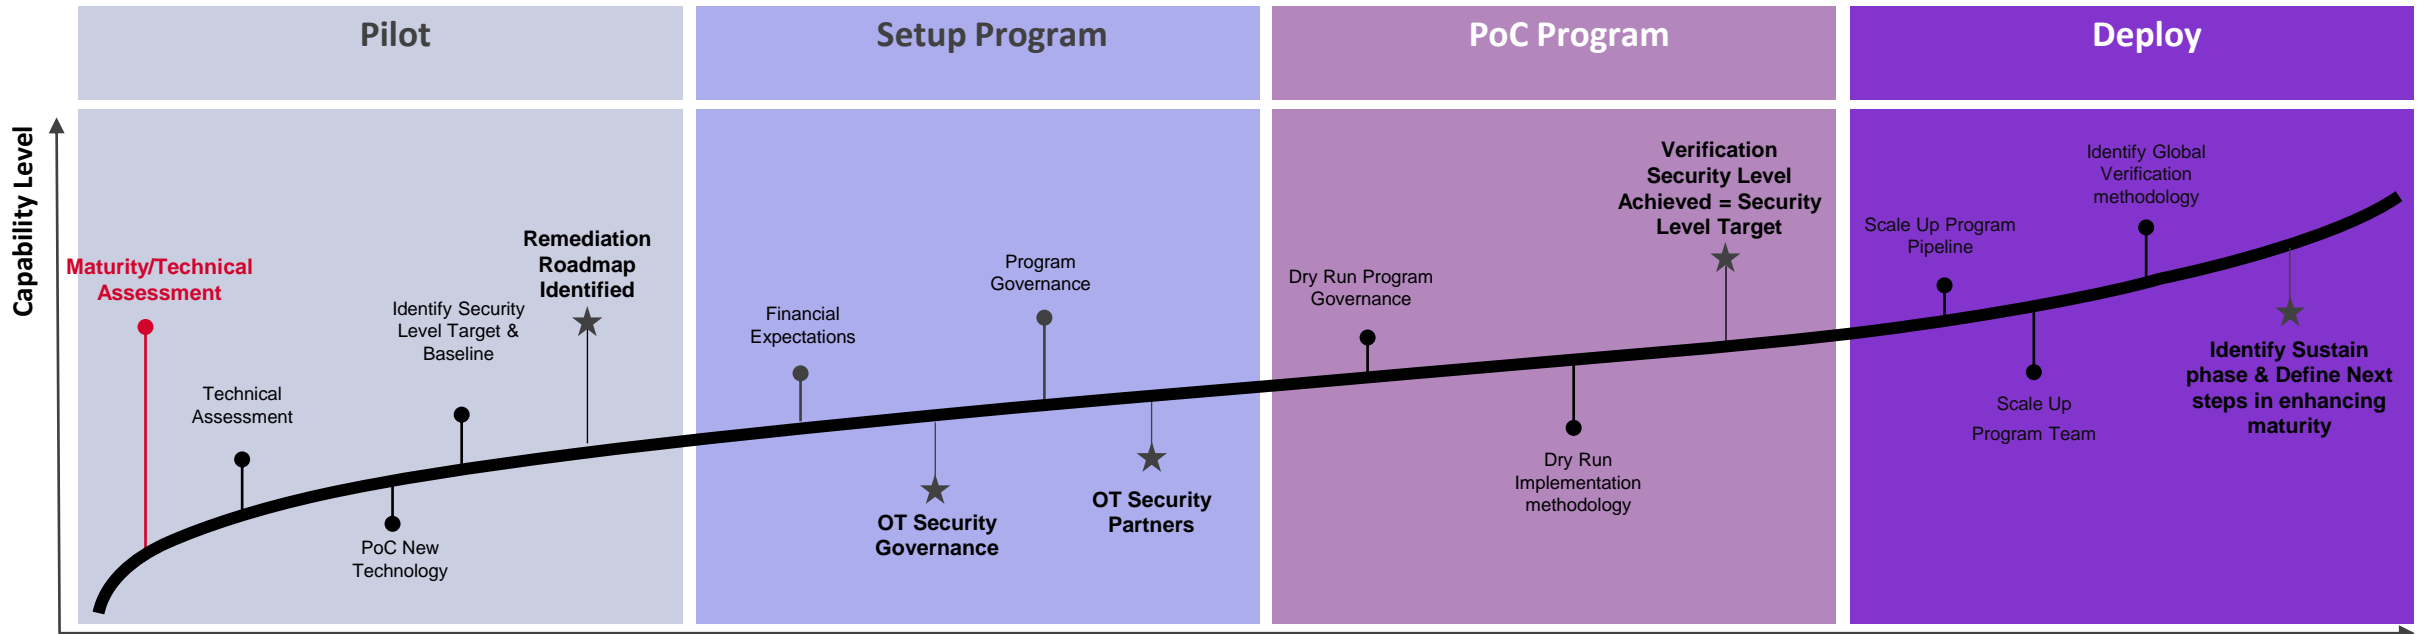 Pilot
Setup Program
PoC Program
Deploy
Capability Level
Maturity/Technical
Assessment
Technical
Assessment
PoC New
Technology
Identify Security
Level Target &
Baseline
Remediation
Roadmap
Identified
Financial
Expectations
OT Security
Governance
Program
Governance
OT Security
Partners
Dry Run Program
Governance
Dry Run
Implementation
methodology
Verification
Security Level
Achieved = Security
Level Target
Scale Up Program
Pipeline
Scale Up
Program Team
Identify Global
Verification
methodology
Identify Sustain
phase & Define Next
steps in enhancing
maturity